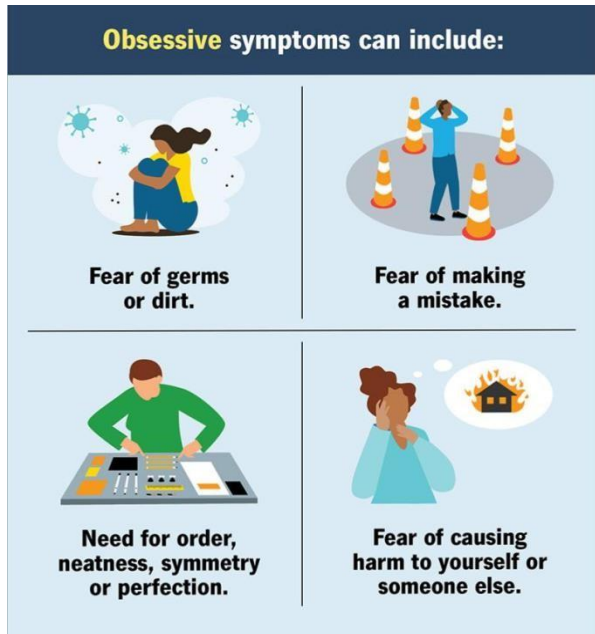 Obsessive symptoms can include:
Fear of germs
or dirt.
Fear of making
a mistake.
Need for order,
neatness, symmetry
or perfection.
Fear of causing
harm to yourself or
someone else.